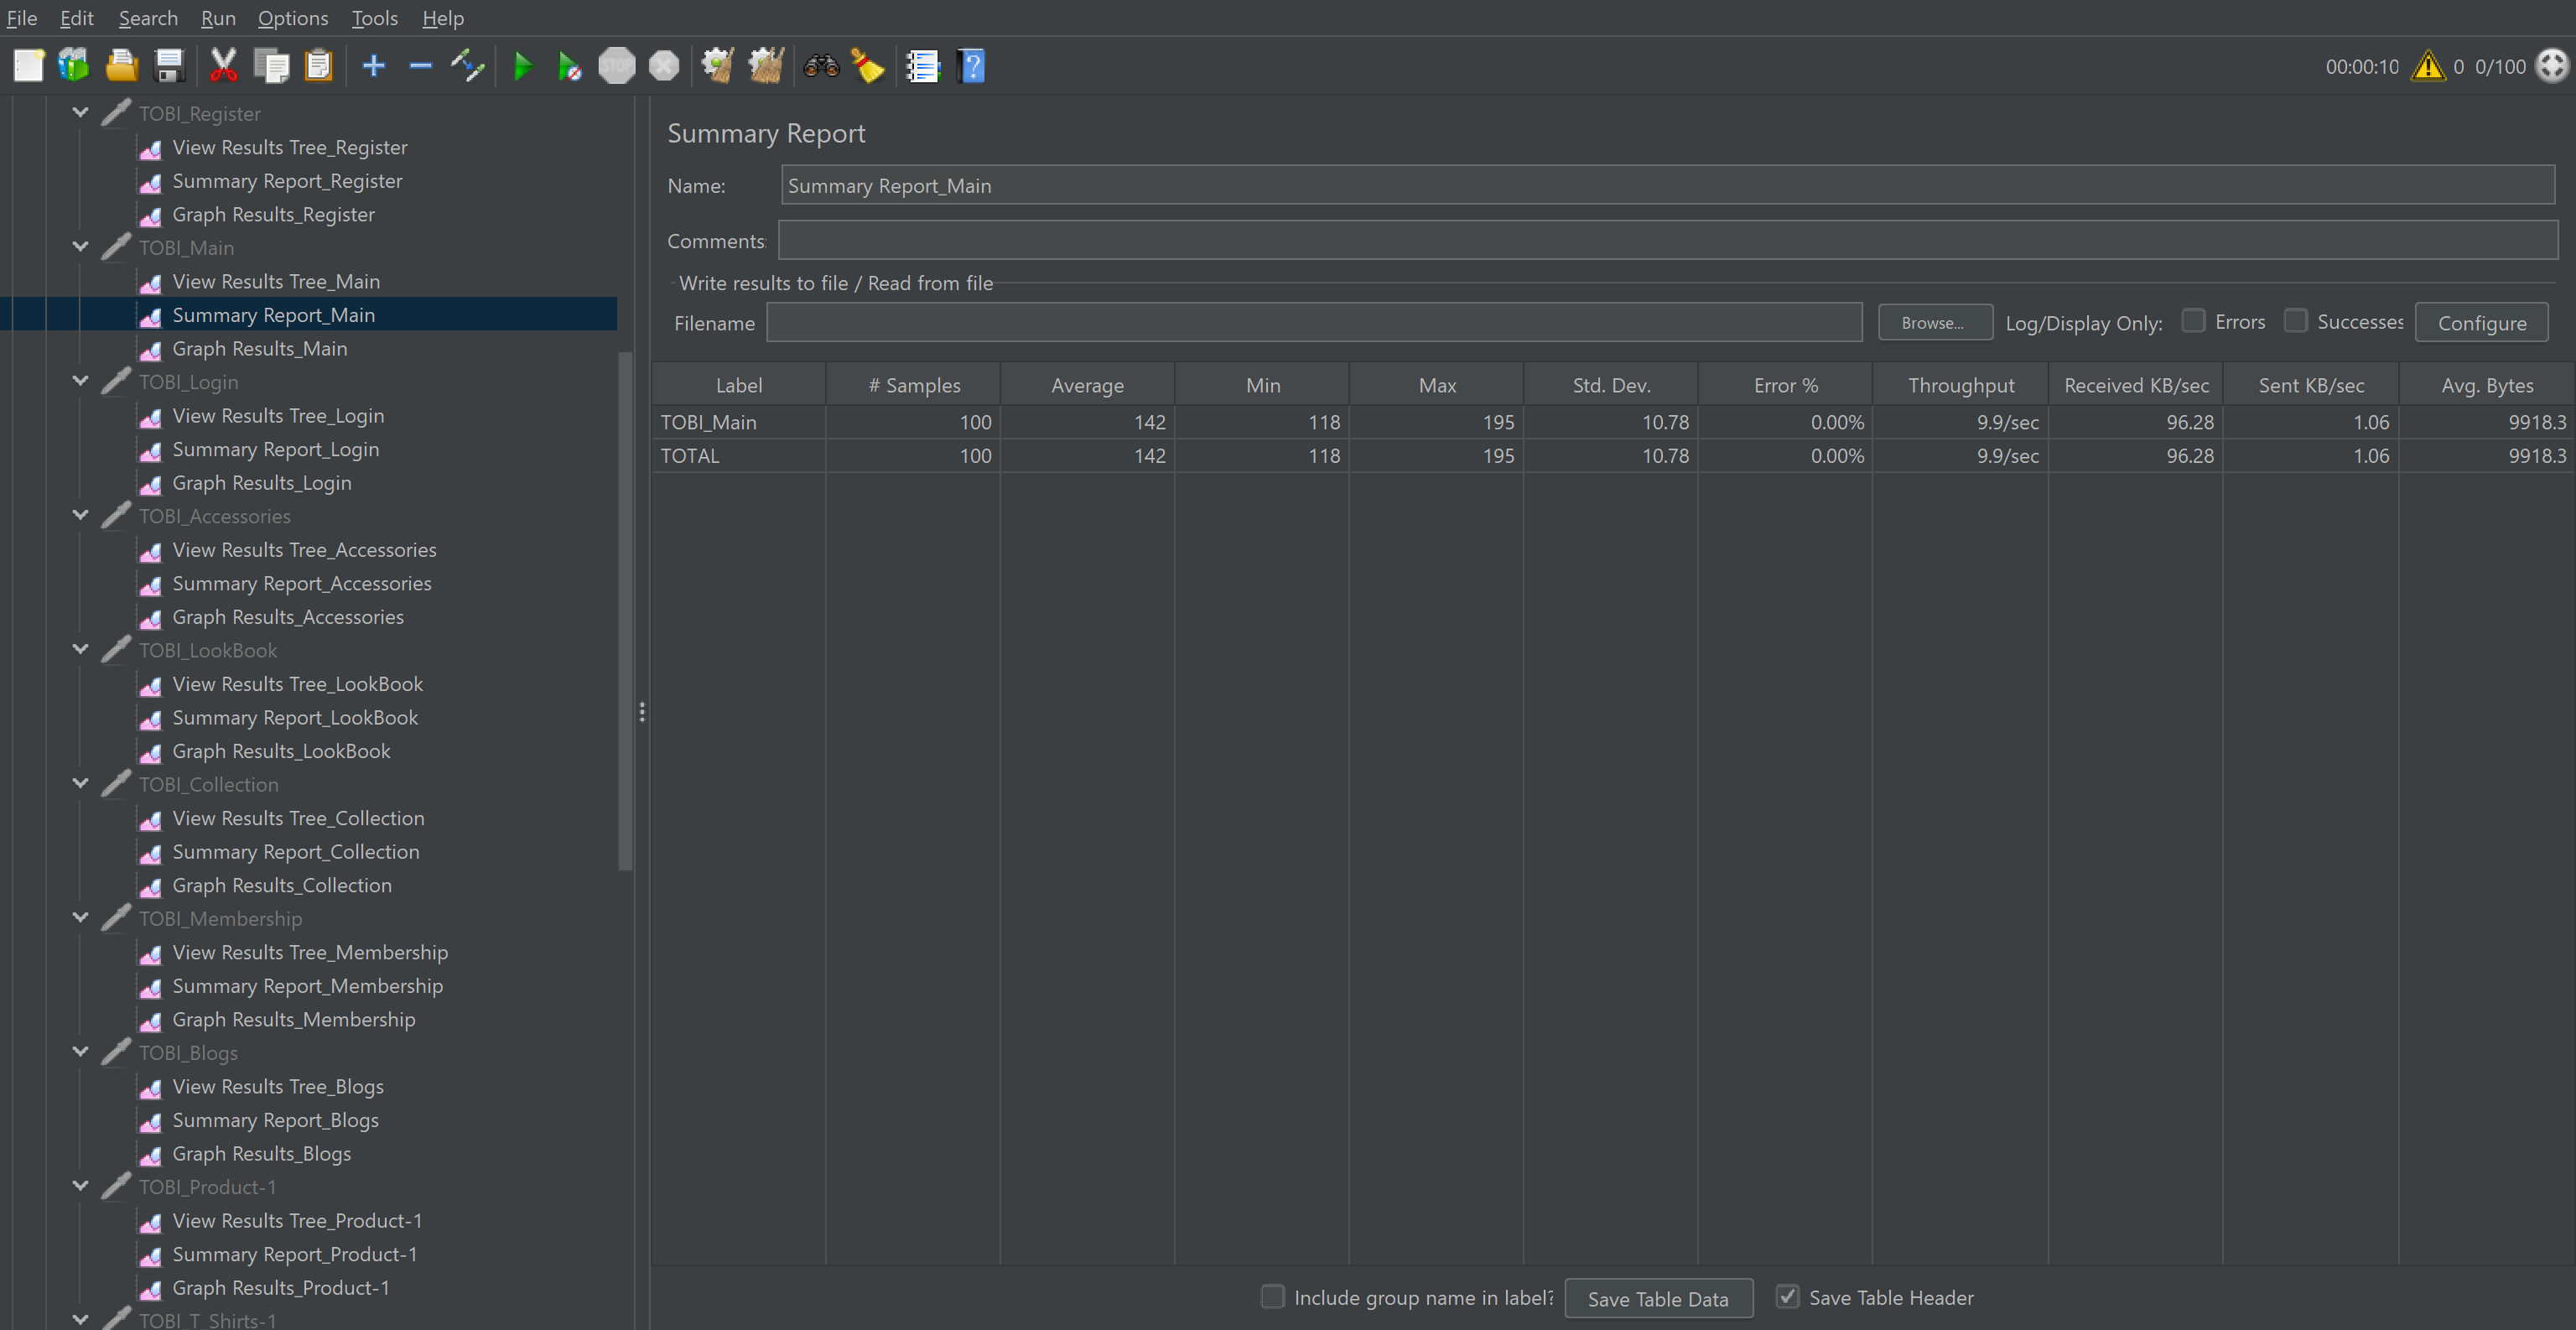 File Edit Search Run Options Tools Help
STOP
00:00:10 0 0/100
TOBI_Register
View Results Tree_Register
Summary Report_Register
Graph Results_Register
TOBI_Main
View Results Tree_Main
Summary Report_Main
Graph Results_Main
TOBI_Login
View Results Tree_Login
Summary Report_Login
Graph Results_Login
TOBI_Accessories
View Results Tree_Accessories
Summary Report_Accessories
Graph Results_Accessories
TOBI_LookBook
View Results Tree_LookBook
Summary Report_LookBook
Graph Results_LookBook
TOBI_Collection
View Results Tree_Collection
Summary Report_Collection
Graph Results_Collection
TOBI_Membership
View Results Tree_Membership
Summary Report_Membership
Graph Results_Membership
TOBI_Blogs
View Results Tree_Blogs
Summary Report_Blogs
Graph Results_Blogs
TOBI_Product-1
View Results Tree_Product-1
Summary Report_Product-1
Graph Results_Product-1
TOBI_T_Shirts-1
Summary Report
Name: Summary Report_Main
Comments:
Write results to file / Read from file
Filename Browse... Log/Display Only: Errors Successes Configure
Label # Samples Average Min Max Std. Dev. Error % Throughput Received KB/sec Sent KB/sec Avg. Bytes
TOBI_Main 100 142 118 195 10.78 0.00% 9.9/sec 96.28 1.06 9918.3
TOTAL 100 142 118 195 10.78 0.00% 9.9/sec 96.28 1.06 9918.3
Include group name in label? Save Table Data Save Table Header